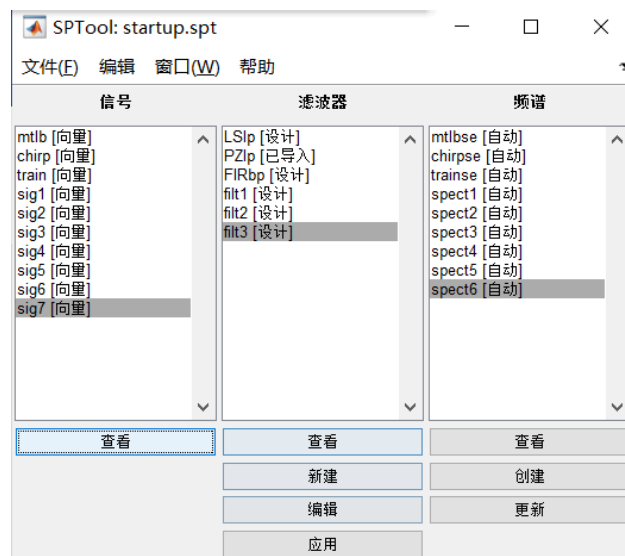 SPTool: startup.spt
文件(F) 编辑 窗口(W) 帮助
信号 滤波器 频谱
mtlb [向量]
chirp [向量]
train [向量]
sig1 [向量]
sig2 [向量]
sig3 [向量]
sig4 [向量]
sig5 [向量]
sig6 [向量]
sig7 [向量]
查看
LSlp [设计]
PZlp [已导入]
FIRbp [设计]
filt1 [设计]
filt2 [设计]
filt3 [设计]
查看
新建
编辑
应用
mtlbse [自动]
chirpse [自动]
trainse [自动]
spect1 [自动]
spect2 [自动]
spect3 [自动]
spect4 [自动]
spect5 [自动]
spect6 [自动]
查看
创建
更新